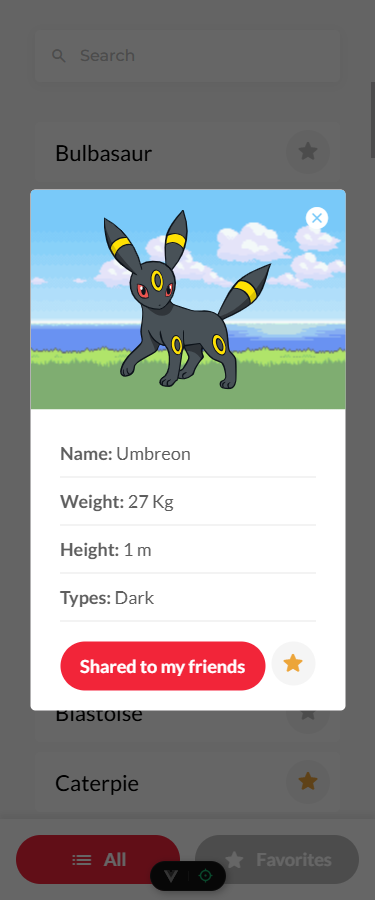 Search
Bulbasaur
Name: Umbreon
Weight: 27 Kg
Height: 1 m
Types: Dark
Shared to my friends
Blastoise
Caterpie
All
Favorites